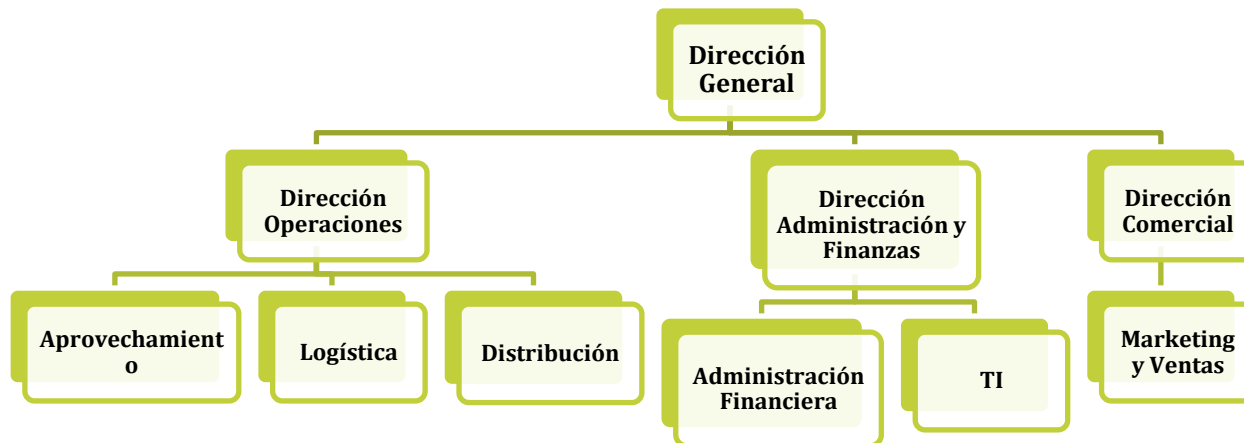 Dirección
General
Dirección
Operaciones
Dirección
Administración y
Finanzas
Dirección
Comercial
Aprovechamient
o
Logística
Distribución
Administración
Financiera
TI
Marketing
y Ventas